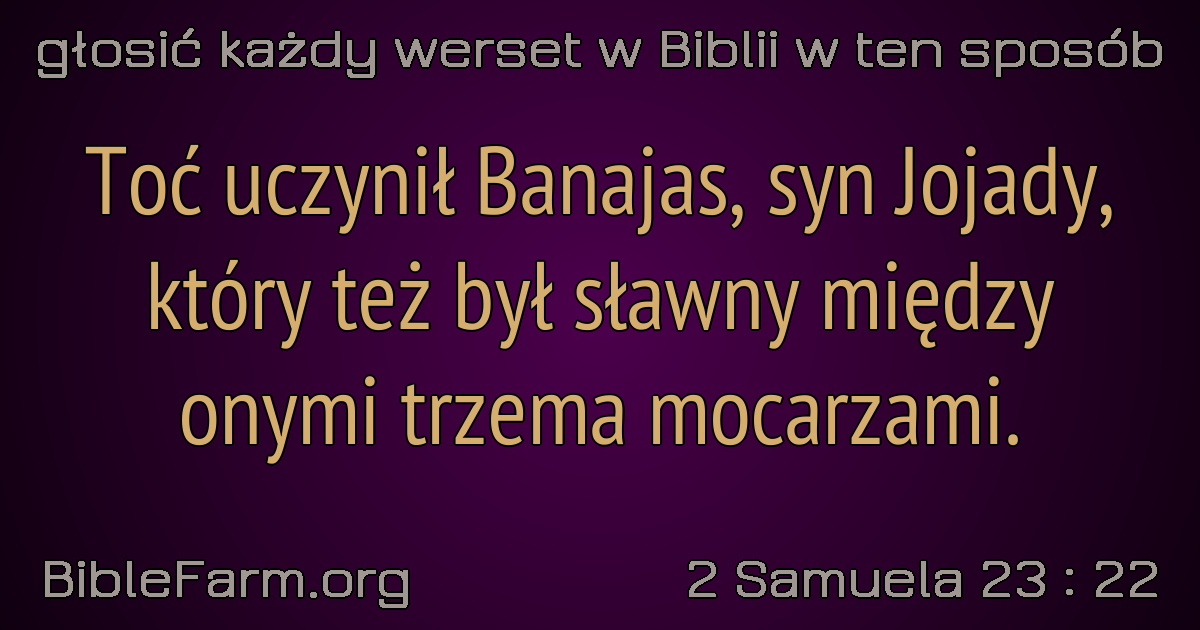 głosić każdy werset w Biblii w ten sposób
Toć uczynił Banajas, syn Jojady,
który też był sławny między
onymi trzema mocarzami.
BibleFarm.org
2 Samuela 23 : 22